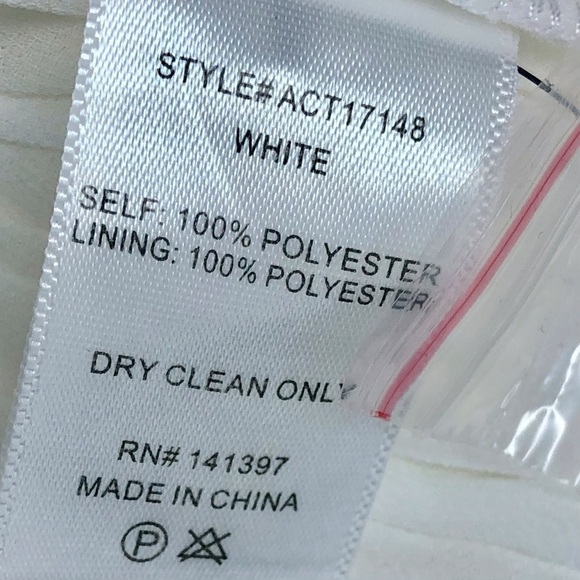 STYLE# ACT17148
WHITE
SELF: 100% POLYESTER
LINING: 100% POLYESTER
DRY CLEAN ONLY
RN# 141397
MADE IN CHINA
P